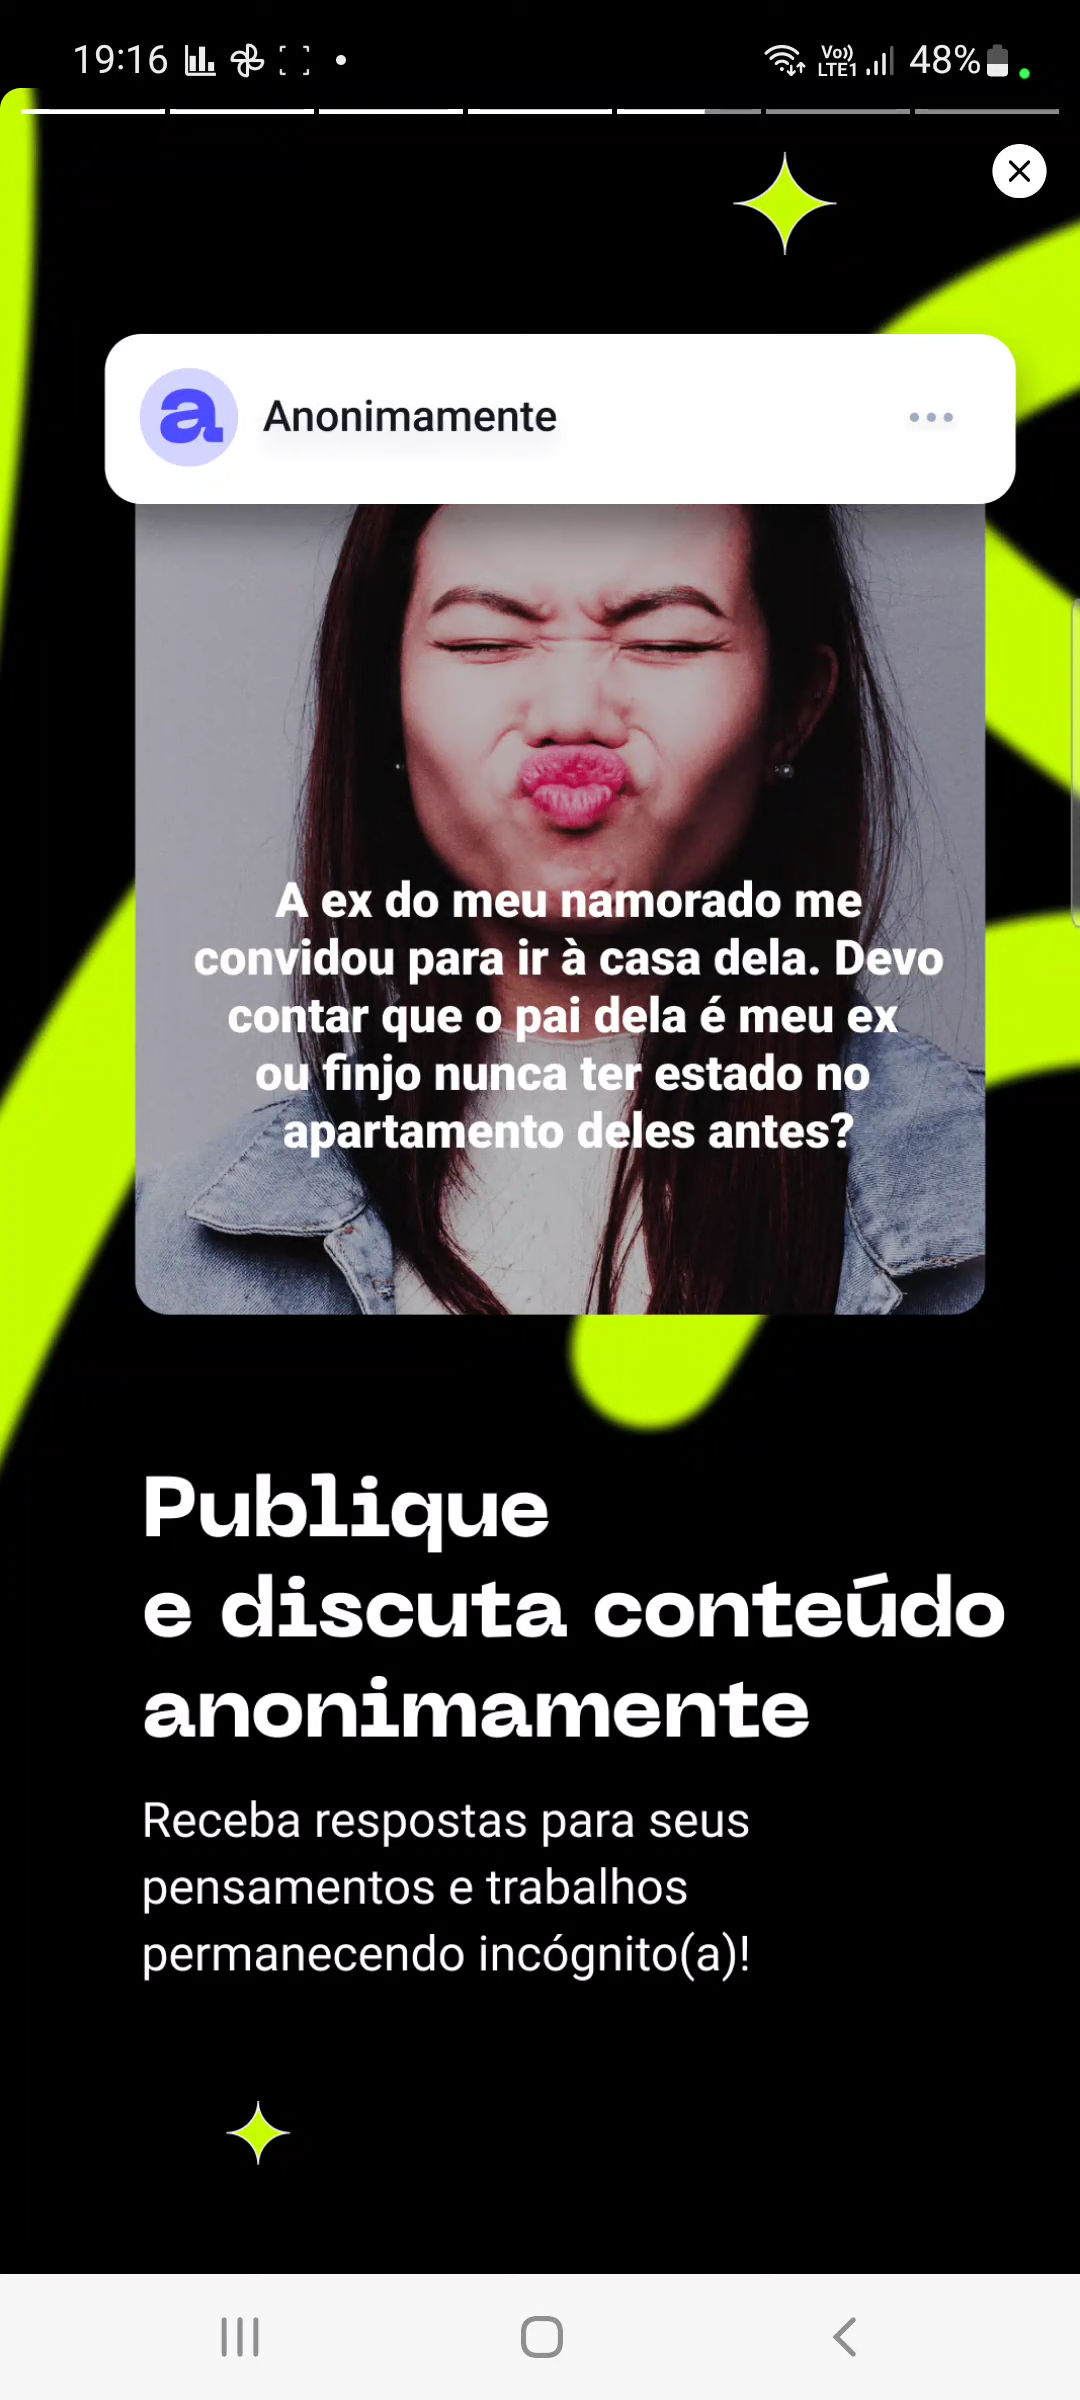 19:16
Vo))
LTE1
48%
a
Anonimamente
A ex do meu namorado me
convidou para ir à casa dela. Devo
contar que o pai dela é meu ex
ou finjo nunca ter estado no
apartamento deles antes?
Publique
e discuta conteúdo
anonimamente
Receba respostas para seus
pensamentos e trabalhos
permanecendo incógnito(a)!